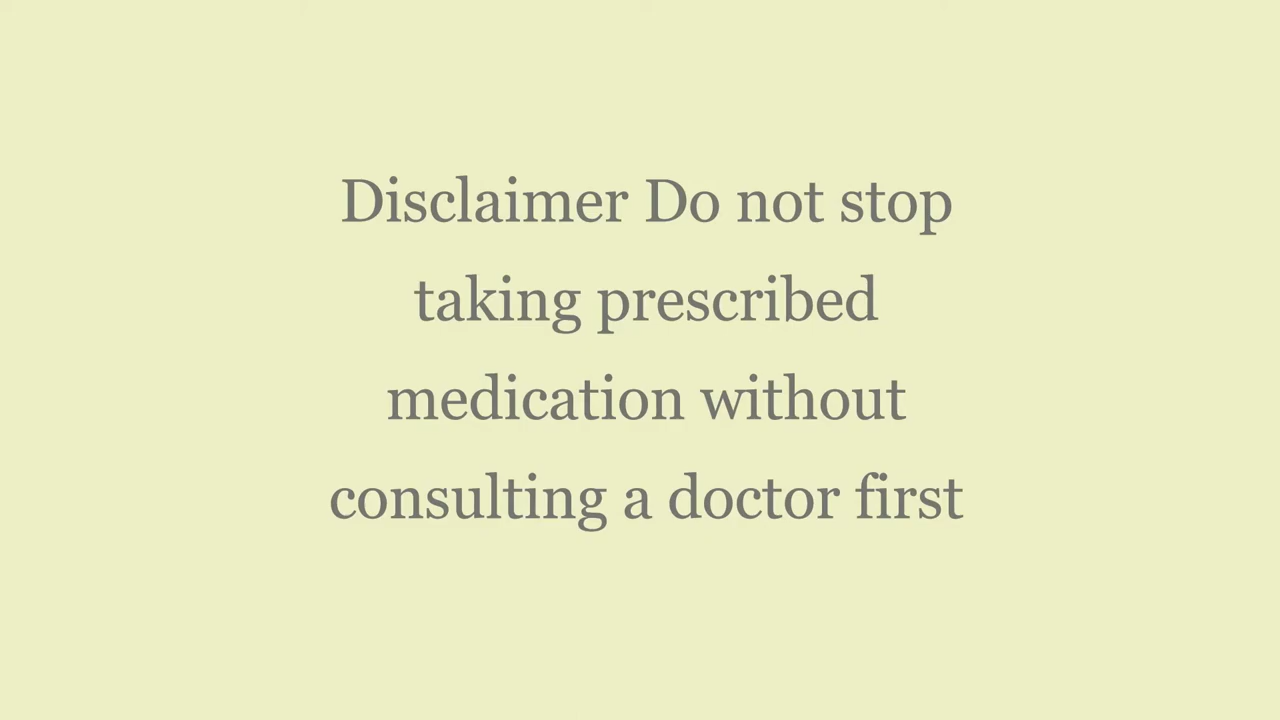 Disclaimer Do not stop
taking prescribed
medication without
consulting a doctor first